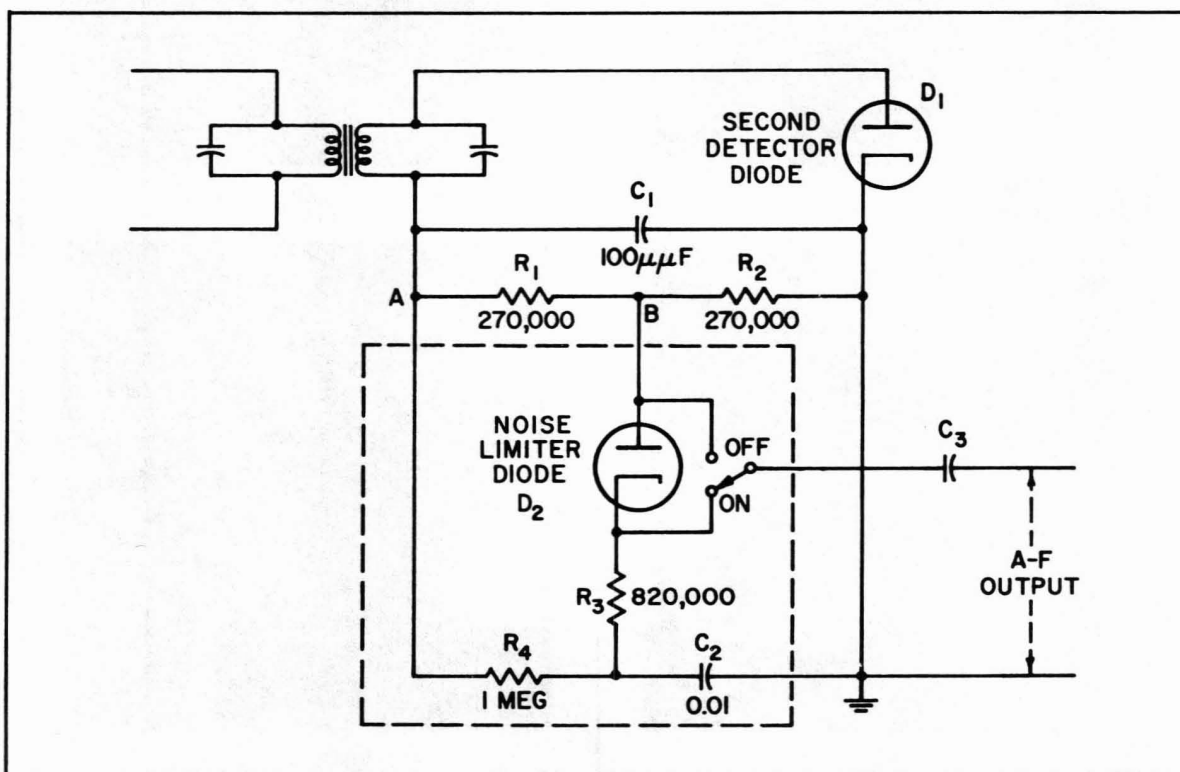 D1
SECOND
DETECTOR
DIODE
C1
100μμF
R1
R2
A
B
270,000
270,000
NOISE
LIMITER
DIODE
D2
OFF
ON
C3
A-F
OUTPUT
R3 820,000
R4
C2
1 MEG
0.01